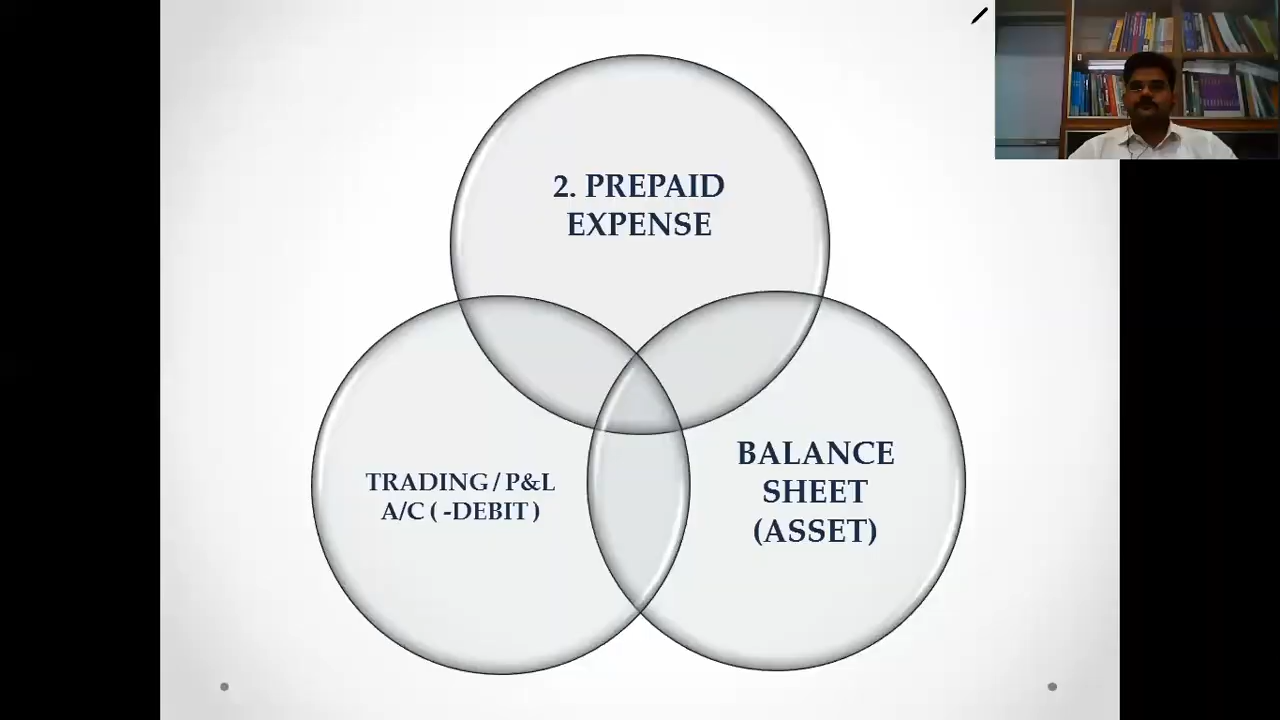 2. PREPAID
EXPENSE
TRADING / P&L
A/C ( -DEBIT )
BALANCE
SHEET
(ASSET)